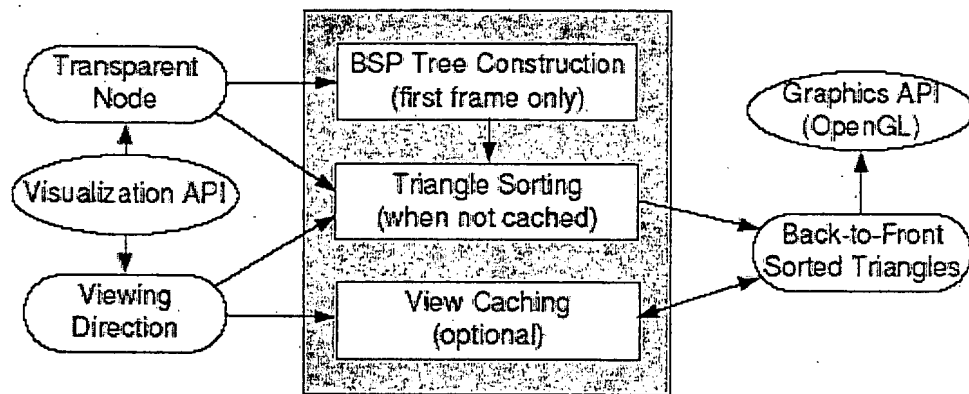 Transparent
Node
Visualization API
Viewing
Direction
BSP Tree Construction
(first frame only)
Triangle Sorting
(when not cached)
View Caching
(optional)
Graphics API
(OpenGL)
Back-to-Front
Sorted Triangles